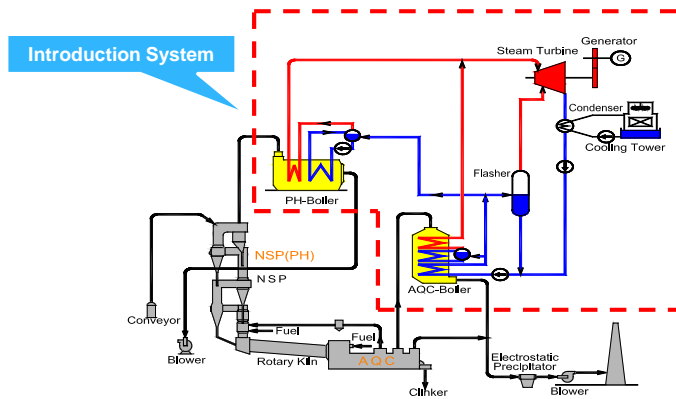 Introduction System
Generator
Steam Turbine
G
Condenser
Cooling Tower
Flasher
PH-Boiler
NSP(PH)
NSP
AQC-Boiler
Conveyor
Fuel
Fuel
Blower
Rotary Kiln
AQC
Electrostatic
Precipitator
Clinker
Blower